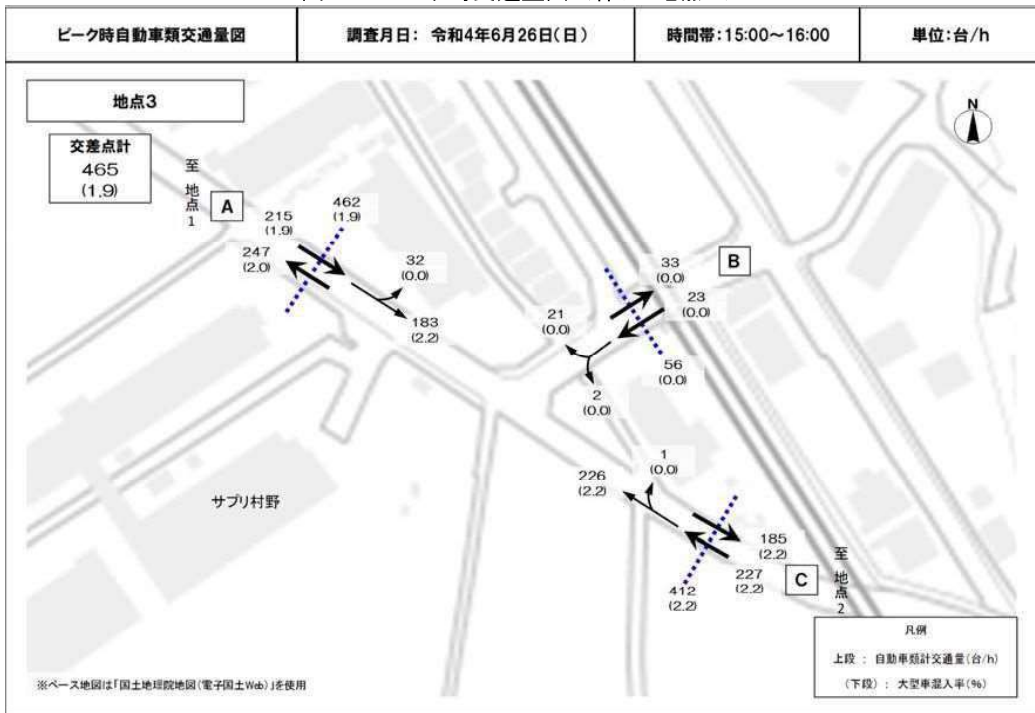 ピーク時自動車類交通量図
調査月日： 令和4年6月26日(日)
時間帯:15:00～16:00
単位:台/h
地点3
交差点計
465
(1.9)
至 地点1
A
215
(1.9)
462
(1.9)
247
(2.0)
32
(0.0)
183
(2.2)
N
B
33
(0.0)
23
(0.0)
21
(0.0)
56
(0.0)
2
(0.0)
1
(0.0)
226
(2.2)
サプリ村野
185
(2.2)
227
(2.2)
412
(2.2)
C
至 地点2
凡例
上段 ： 自動車類計交通量(台/h)
(下段) ： 大型車混入率(%)
※ベース地図は「国土地理院地図(電子国土Web)」を使用